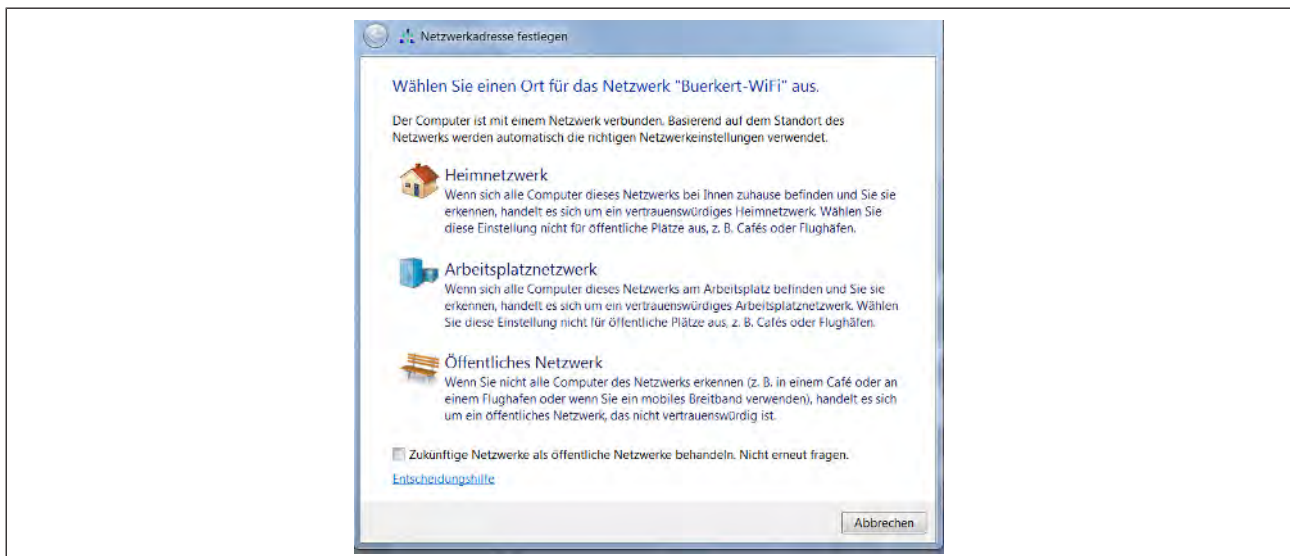 Netzwerkadresse festlegen
Wählen Sie einen Ort für das Netzwerk "Buerkert-WiFi" aus.
Der Computer ist mit einem Netzwerk verbunden. Basierend auf dem Standort des
Netzwerks werden automatisch die richtigen Netzwerkeinstellungen verwendet.
Heimnetzwerk
Wenn sich alle Computer dieses Netzwerks bei Ihnen zuhause befinden und Sie sie
erkennen, handelt es sich um ein vertrauenswürdiges Heimnetzwerk. Wählen Sie
diese Einstellung nicht für öffentliche Plätze aus, z. B. Cafés oder Flughäfen.
Arbeitsplatznetzwerk
Wenn sich alle Computer dieses Netzwerks am Arbeitsplatz befinden und Sie sie
erkennen, handelt es sich um ein vertrauenswürdiges Arbeitsplatznetzwerk. Wählen
Sie diese Einstellung nicht für öffentliche Plätze aus, z. B. Cafés oder Flughäfen.
Öffentliches Netzwerk
Wenn Sie nicht alle Computer des Netzwerks erkennen (z. B. in einem Café oder an
einem Flughafen oder wenn Sie ein mobiles Breitband verwenden), handelt es sich
um ein öffentliches Netzwerk, das nicht vertrauenswürdig ist.
Zukünftige Netzwerke als öffentliche Netzwerke behandeln. Nicht erneut fragen.
Entscheidungshilfe
Abbrechen